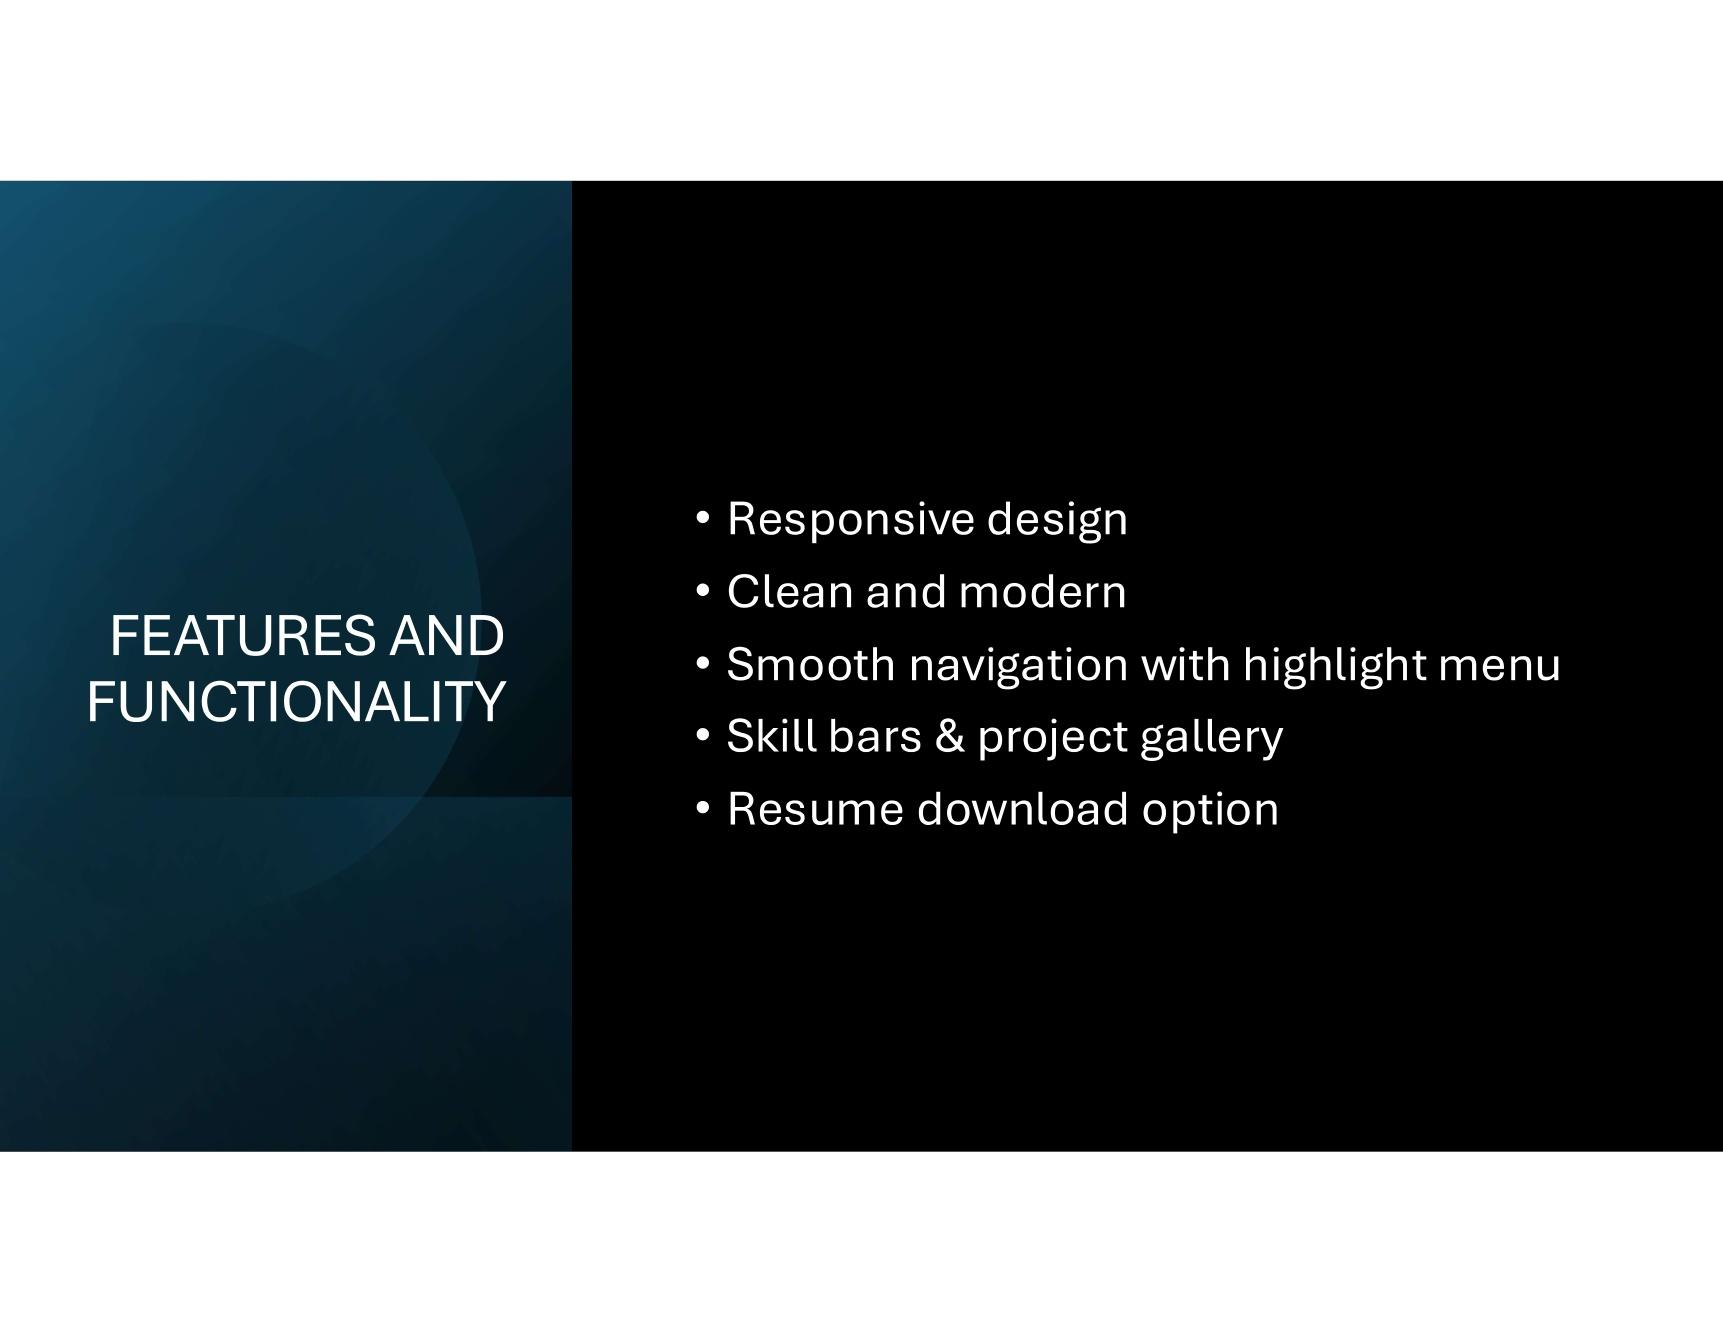 FEATURES AND
FUNCTIONALITY
• Responsive design
• Clean and modern
• Smooth navigation with highlight menu
• Skill bars & project gallery
• Resume download option